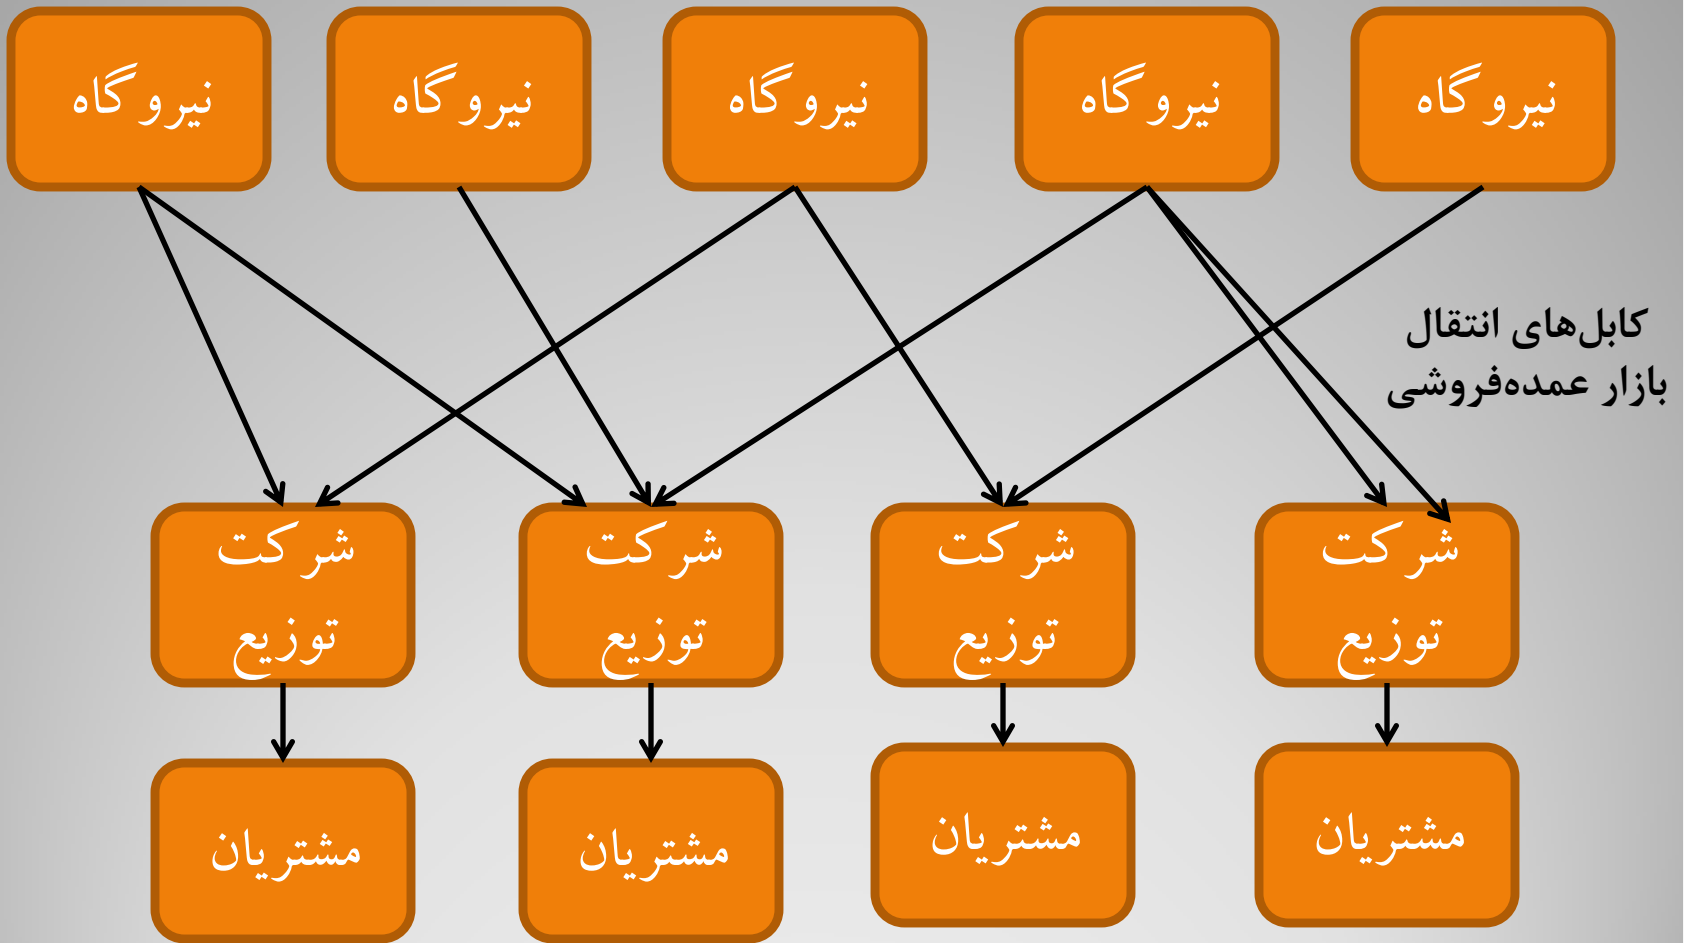 نیروگاه
نیروگاه
نیروگاه
نیروگاه
نیروگاه
کابل‌های انتقال
بازار عمده‌فروشی
شرکت
توزیع
شرکت
توزیع
شرکت
توزیع
شرکت
توزیع
مشتریان
مشتریان
مشتریان
مشتریان